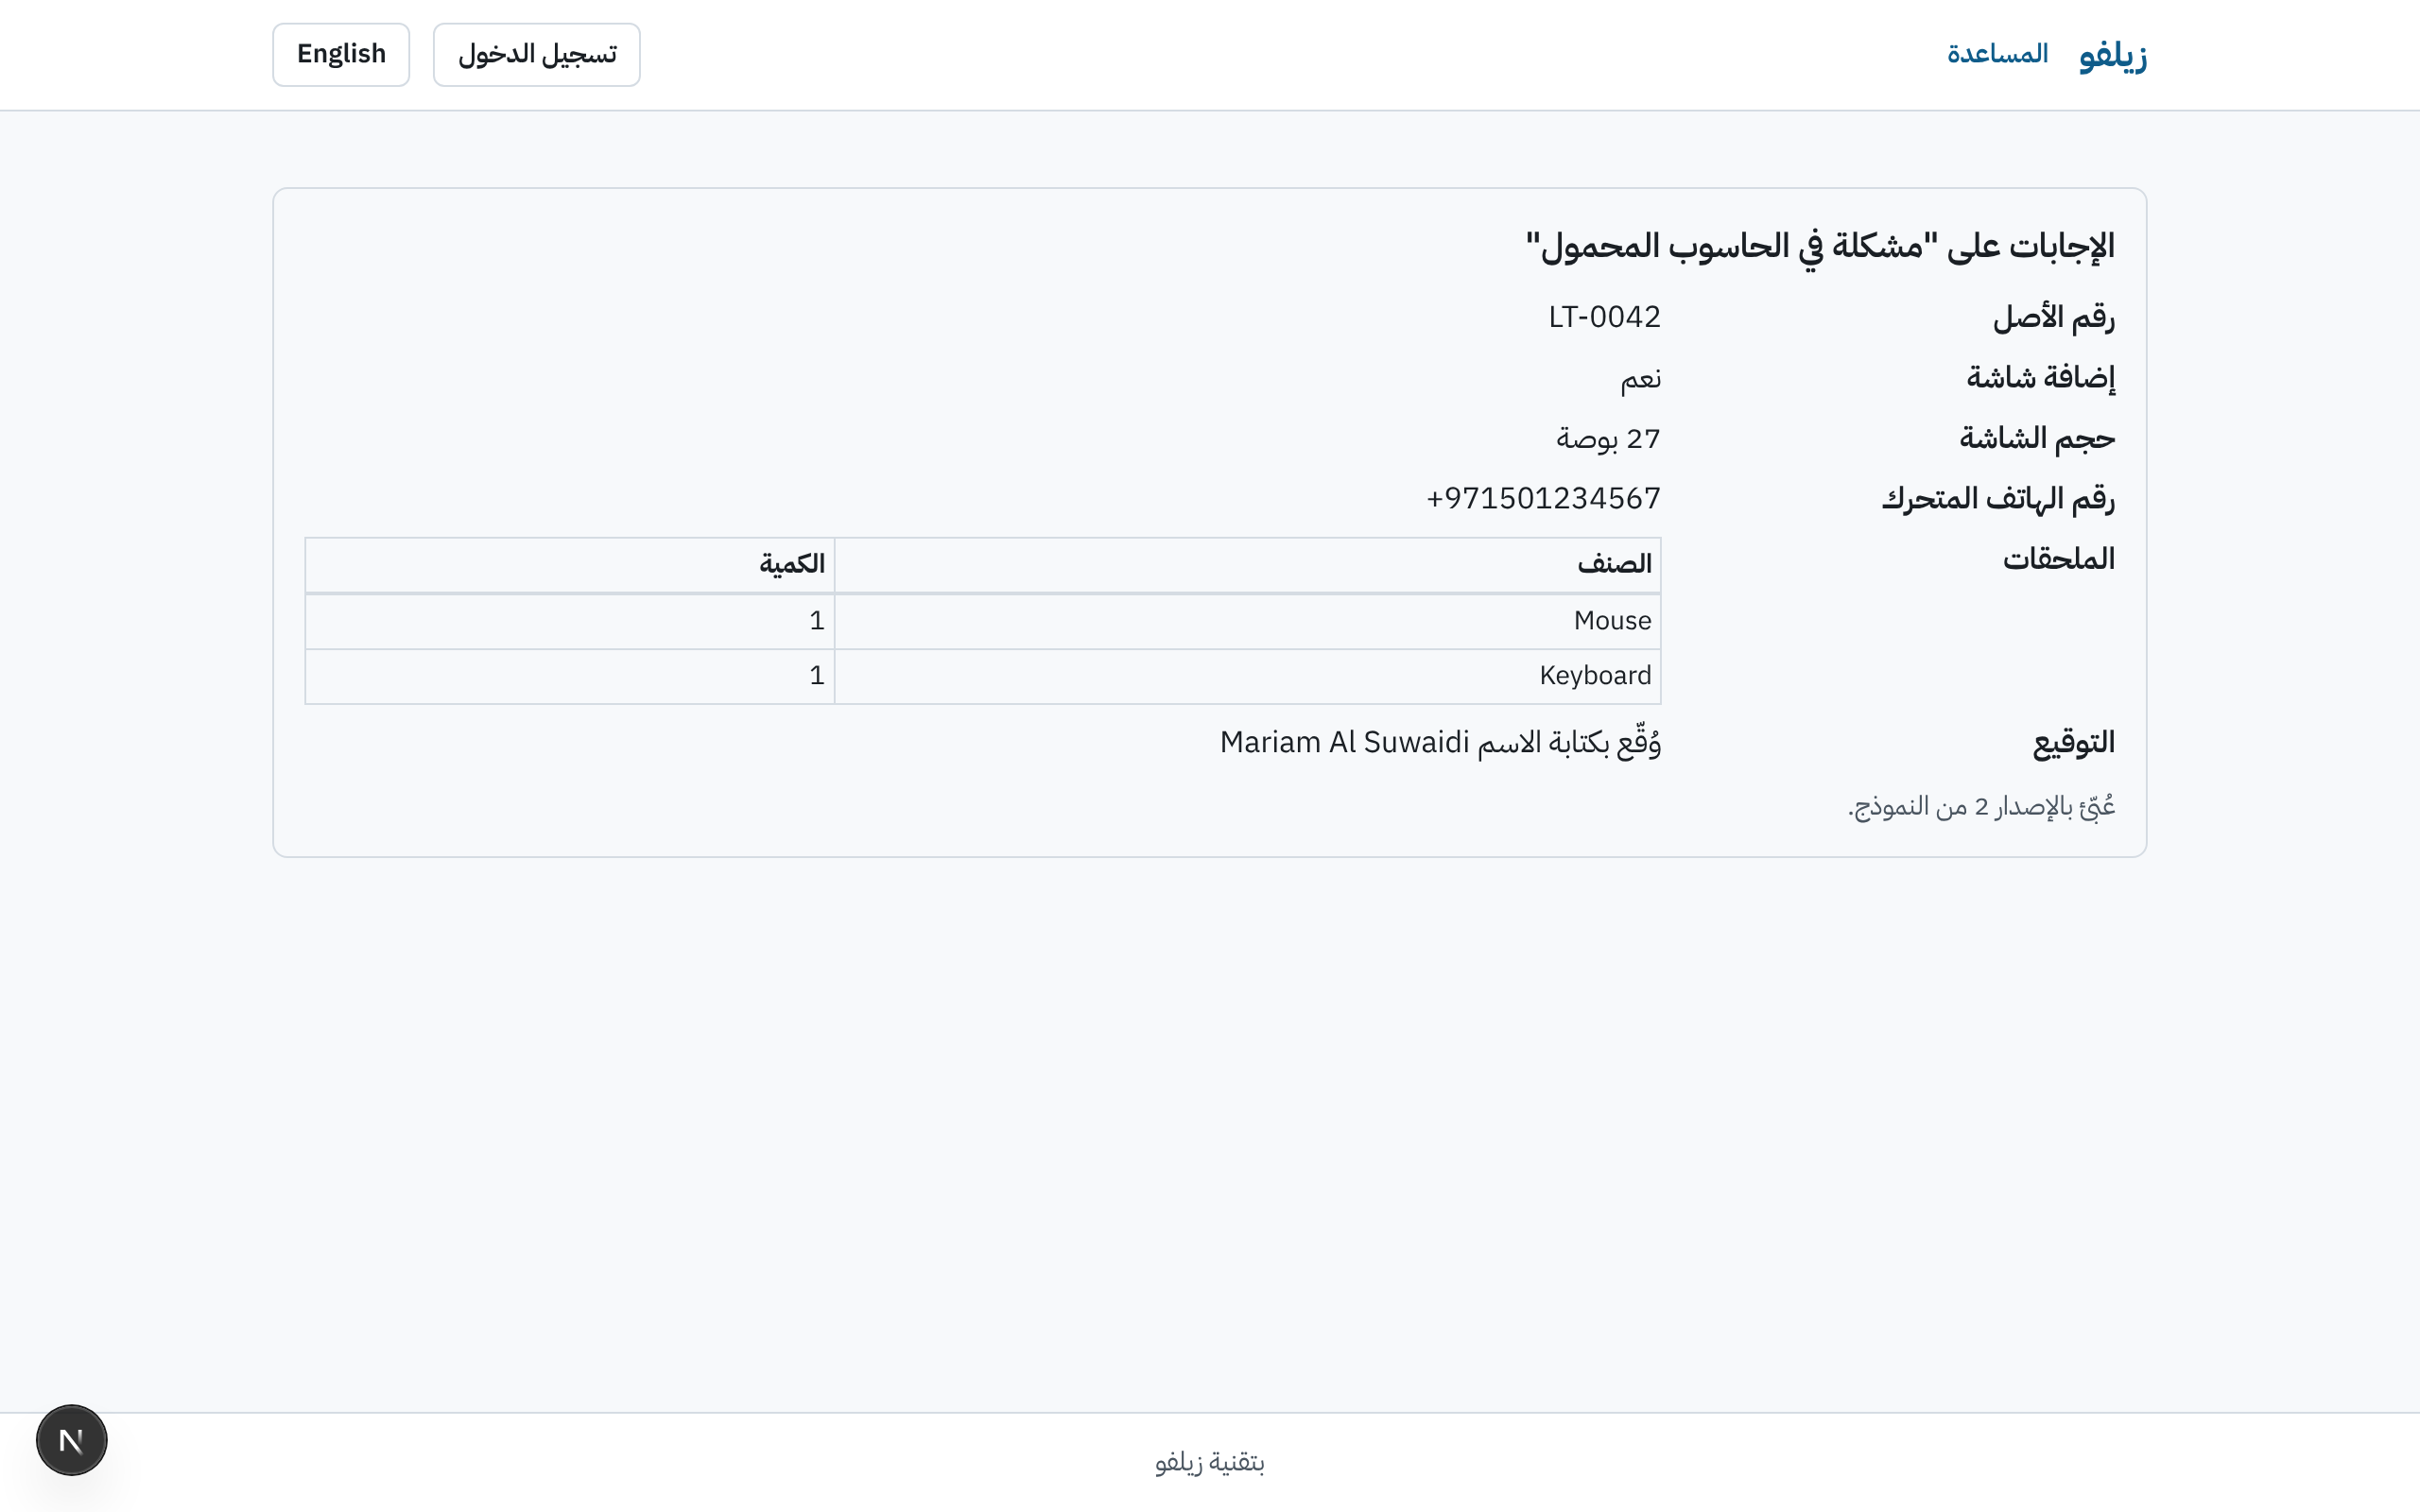 زيلفو
المساعدة
تسجيل الدخول
English
الإجابات على "مشكلة في الحاسوب المحمول"
رقم الأصل
LT-0042
إضافة شاشة
نعم
حجم الشاشة
27 بوصة
رقم الهاتف المتحرك
+971501234567
الملحقات
الصنف
الكمية
Mouse
1
Keyboard
1
التوقيع
وُقّع بكتابة الاسم Mariam Al Suwaidi
عُبّئ بالإصدار 2 من النموذج.
بتقنية زيلفو
N